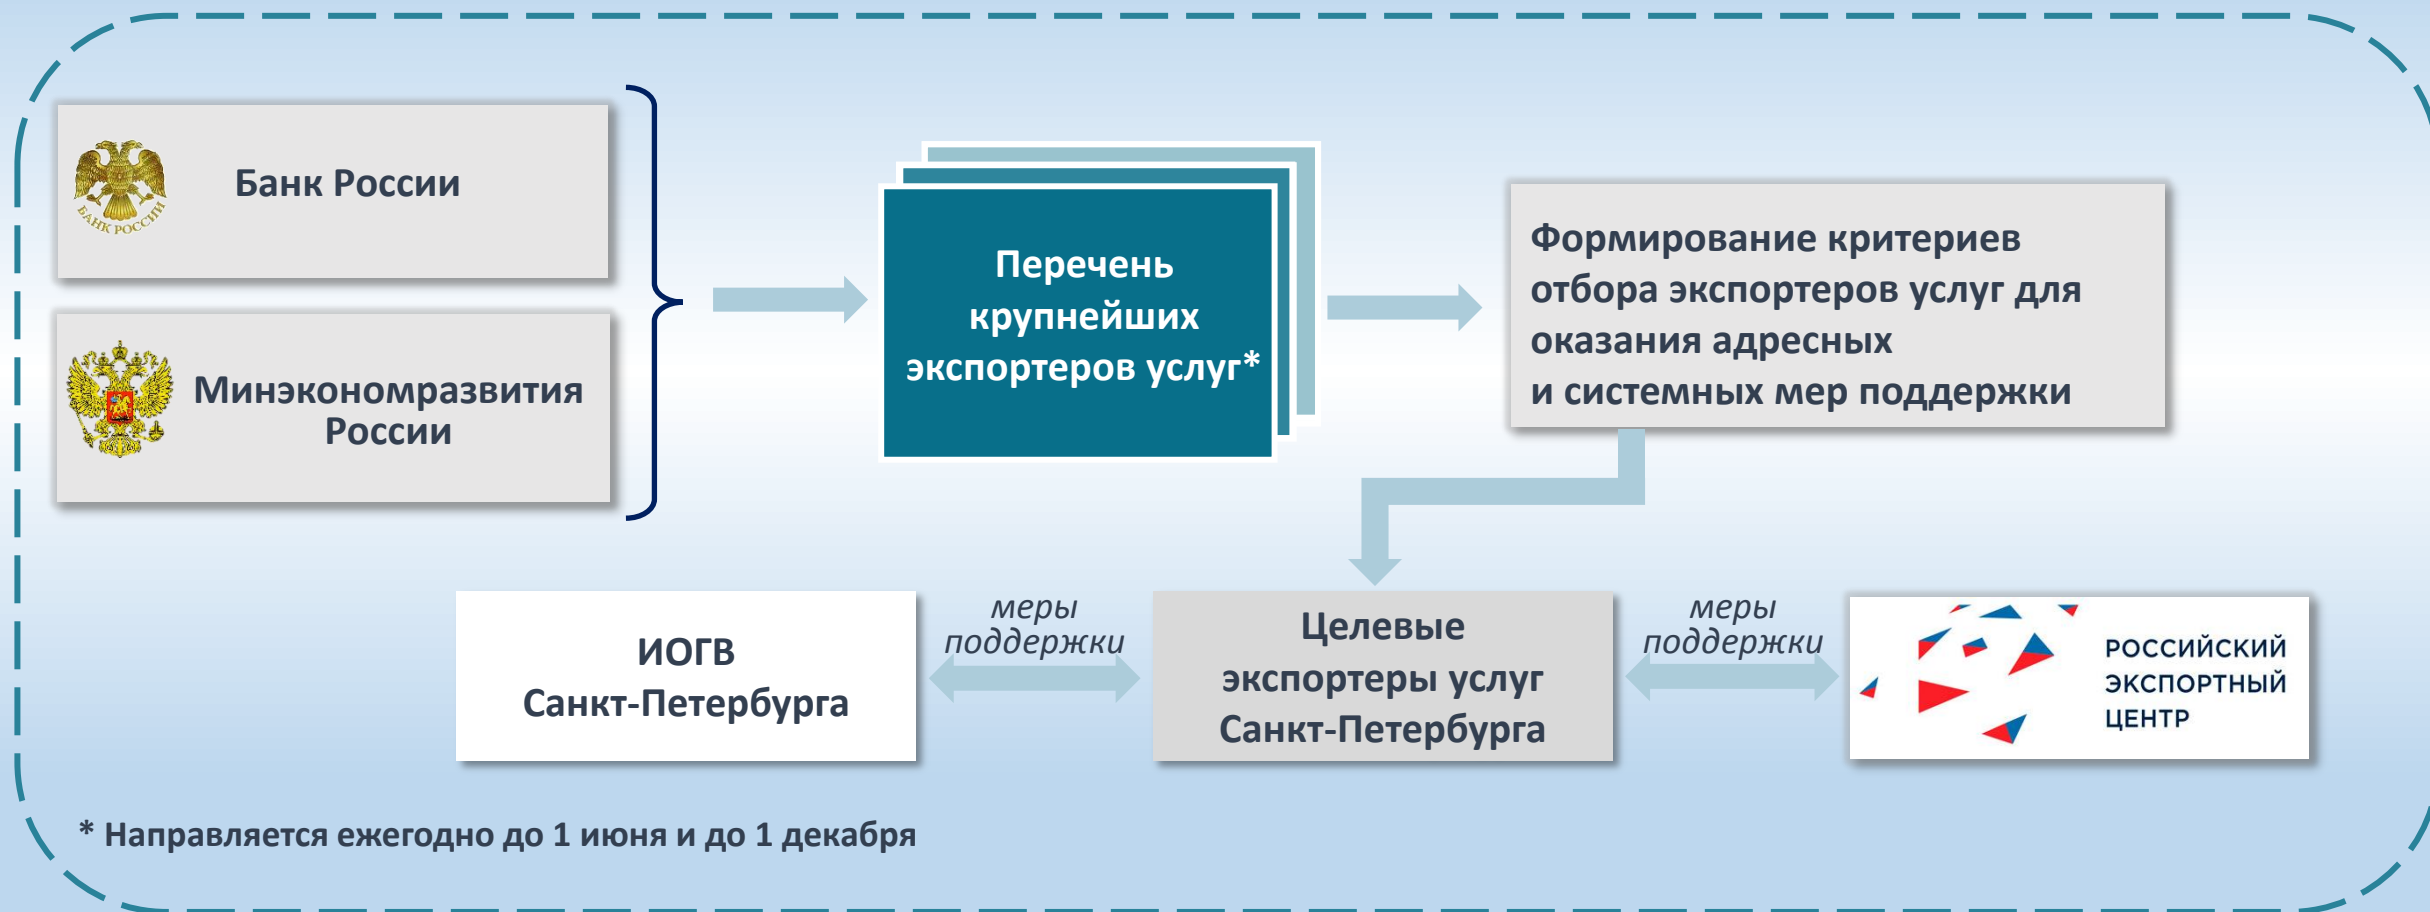 БАНК РОССИИ
Банк России
Минэкономразвития
России
Перечень
крупнейших
экспортеров услуг*
Формирование критериев
отбора экспортеров услуг для
оказания адресных
и системных мер поддержки
ИОГВ
Санкт-Петербурга
меры
поддержки
Целевые
экспортеры услуг
Санкт-Петербурга
меры
поддержки
РОССИЙСКИЙ
ЭКСПОРТНЫЙ
ЦЕНТР
* Направляется ежегодно до 1 июня и до 1 декабря